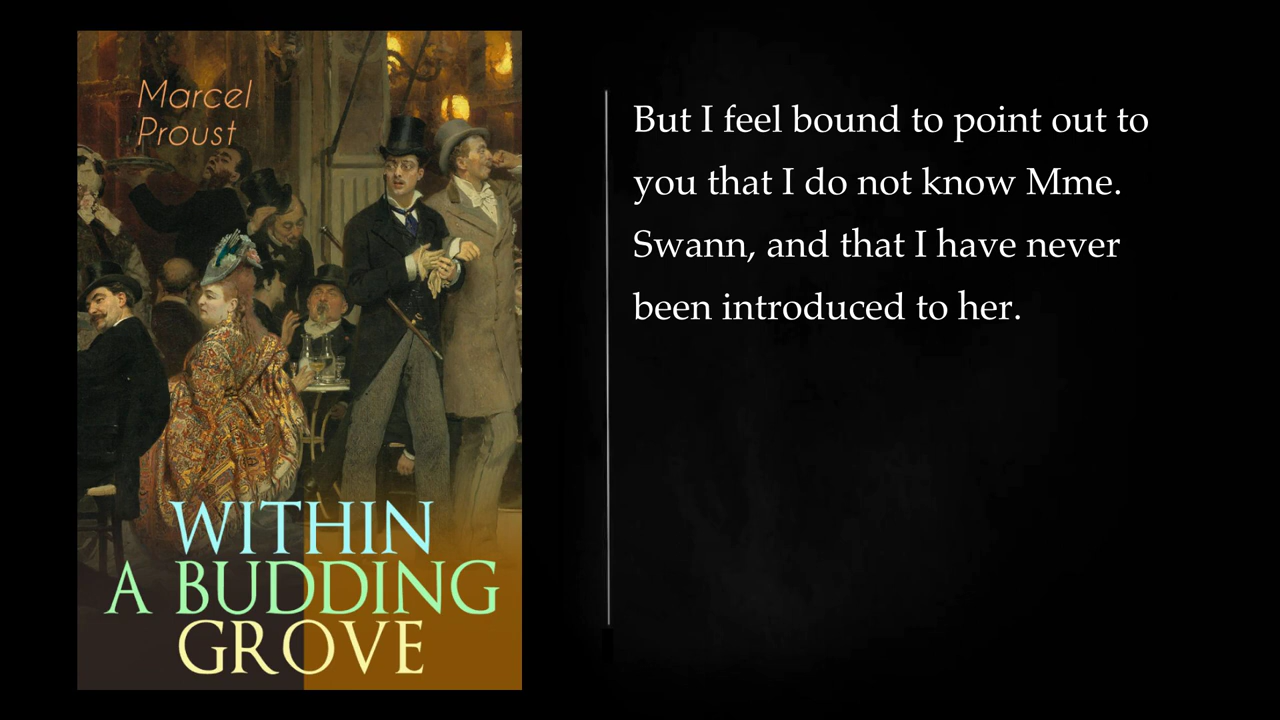 Marcel
Proust
WITHIN
A BUDDING
GROVE
But I feel bound to point out to
you that I do not know Mme.
Swann, and that I have never
been introduced to her.